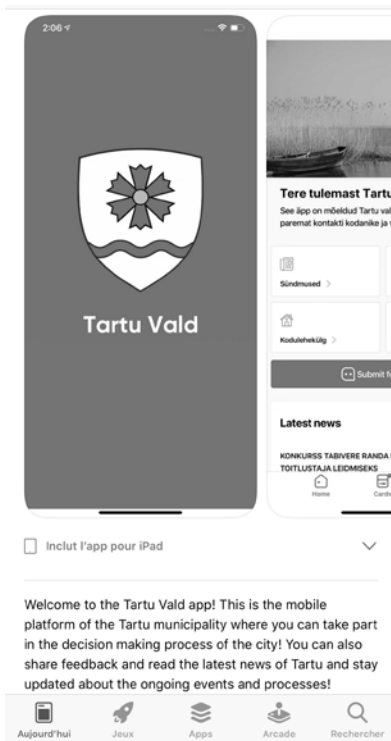 2:06
Tartu Vald
Tere tulemast Tartu
See äpp on mõeldud Tartu val
paremat kontakti kodanike ja
Sündmused
Kodulehekülg
Submit fe
Latest news
KONKURSS TABIVERE RANDA
TOITLUSTAJA LEIDMISEKS
Home
Cards
Inclut l'app pour iPad
Welcome to the Tartu Vald app! This is the mobile
platform of the Tartu municipality where you can take part
in the decision making process of the city! You can also
share feedback and read the latest news of Tartu and stay
updated about the ongoing events and processes!
Aujourd'hui
Jeux
Apps
Arcade
Rechercher